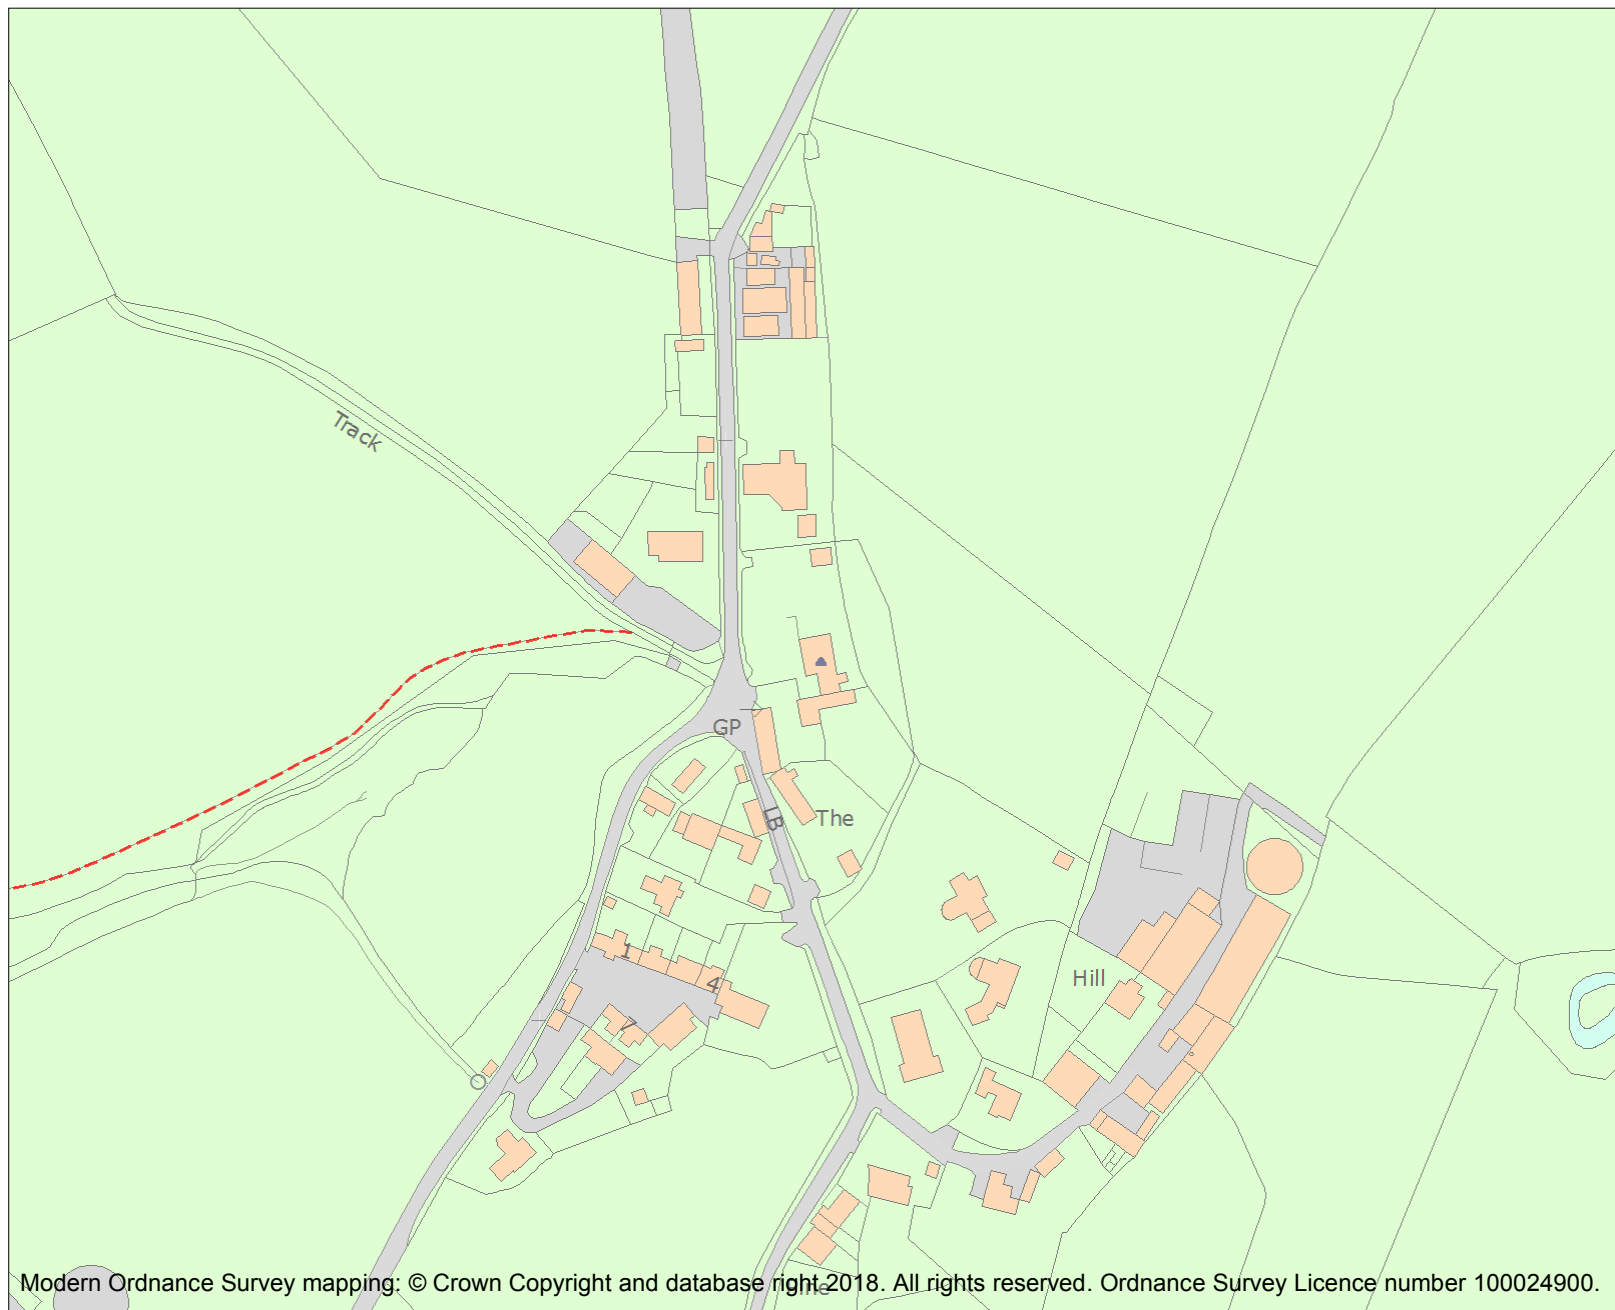 Track
GP
LB
The
Hill
1
4
7
Modern Ordnance Survey mapping: © Crown Copyright and database right 2018. All rights reserved. Ordnance Survey Licence number 100024900.